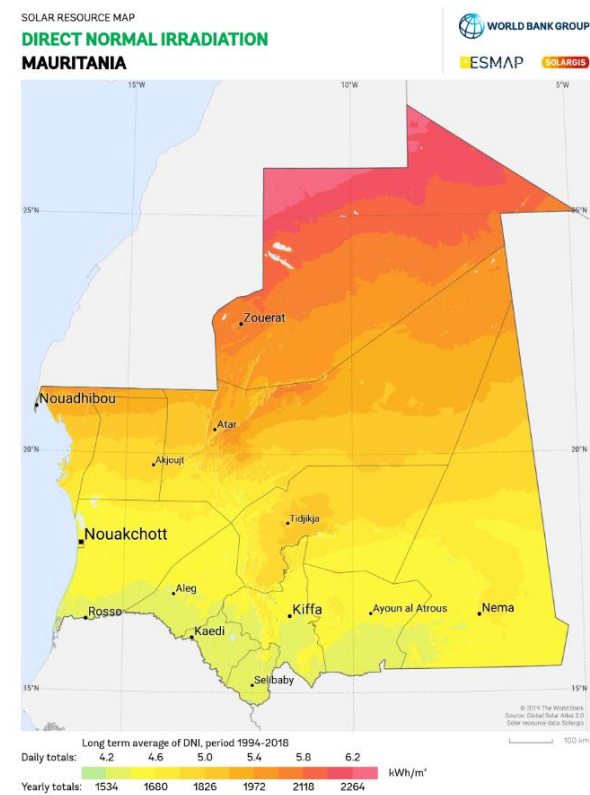 SOLAR RESOURCE MAP
DIRECT NORMAL IRRADIATION
MAURITANIA
WORLD BANK GROUP
ESMAP
SOLARGIS
15°W
10°W
5°W
25°N
25°N
Zouerat
Nouadhibou
Atar
20°N
20°N
Akjoujt
Tidjikja
Nouakchott
Aleg
Rosso
Kiffa
Ayoun al Atrous
Nema
Kaedi
Selibaby
15°N
15°N
© 2019 The World Bank
Source: Global Solar Atlas 2.0
Solar resource data: Solargis
100 km
Long term average of DNI, period 1994-2018
Daily totals: 4.2 4.6 5.0 5.4 5.8 6.2
kWh/m²
Yearly totals: 1534 1680 1826 1972 2118 2264